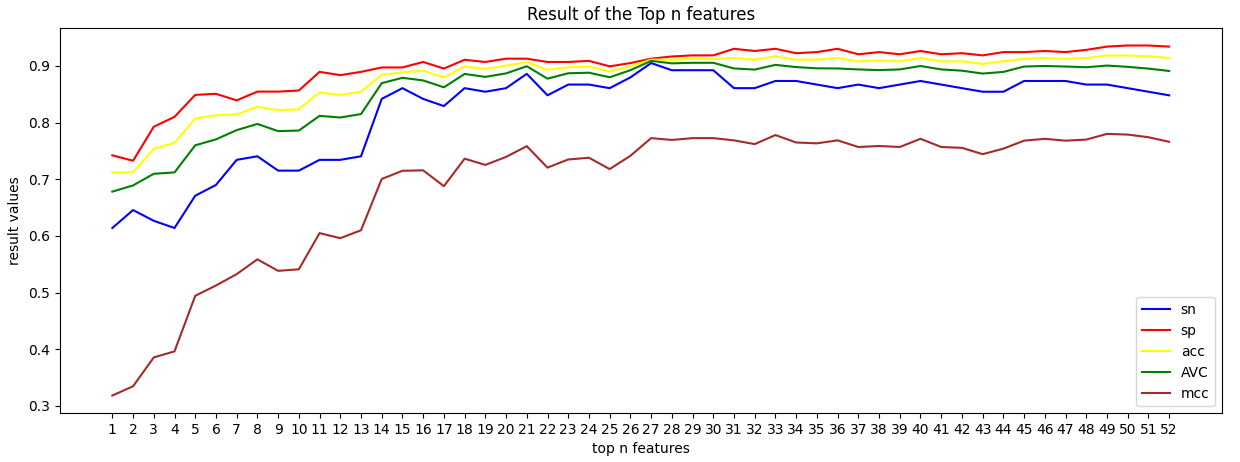 Result of the Top n features
result values
0.9
0.8
0.7
0.6
0.5
0.4
0.3
sn
sp
acc
AVC
mcc
1 2 3 4 5 6 7 8 9 10 11 12 13 14 15 16 17 18 19 20 21 22 23 24 25 26 27 28 29 30 31 32 33 34 35 36 37 38 39 40 41 42 43 44 45 46 47 48 49 50 51 52
top n features